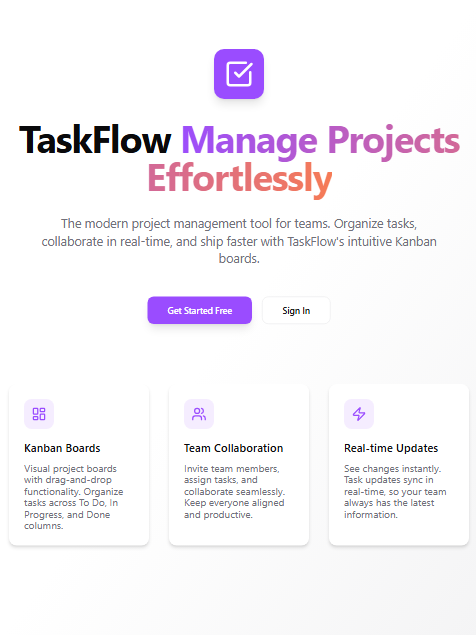 TaskFlow Manage Projects
Effortlessly
The modern project management tool for teams. Organize tasks,
collaborate in real-time, and ship faster with TaskFlow's intuitive Kanban
boards.
Get Started Free
Sign In
Kanban Boards
Visual project boards
with drag-and-drop
functionality. Organize
tasks across To Do, In
Progress, and Done
columns.
Team Collaboration
Invite team members,
assign tasks, and
collaborate seamlessly.
Keep everyone aligned
and productive.
Real-time Updates
See changes instantly.
Task updates sync in
real-time, so your team
always has the latest
information.